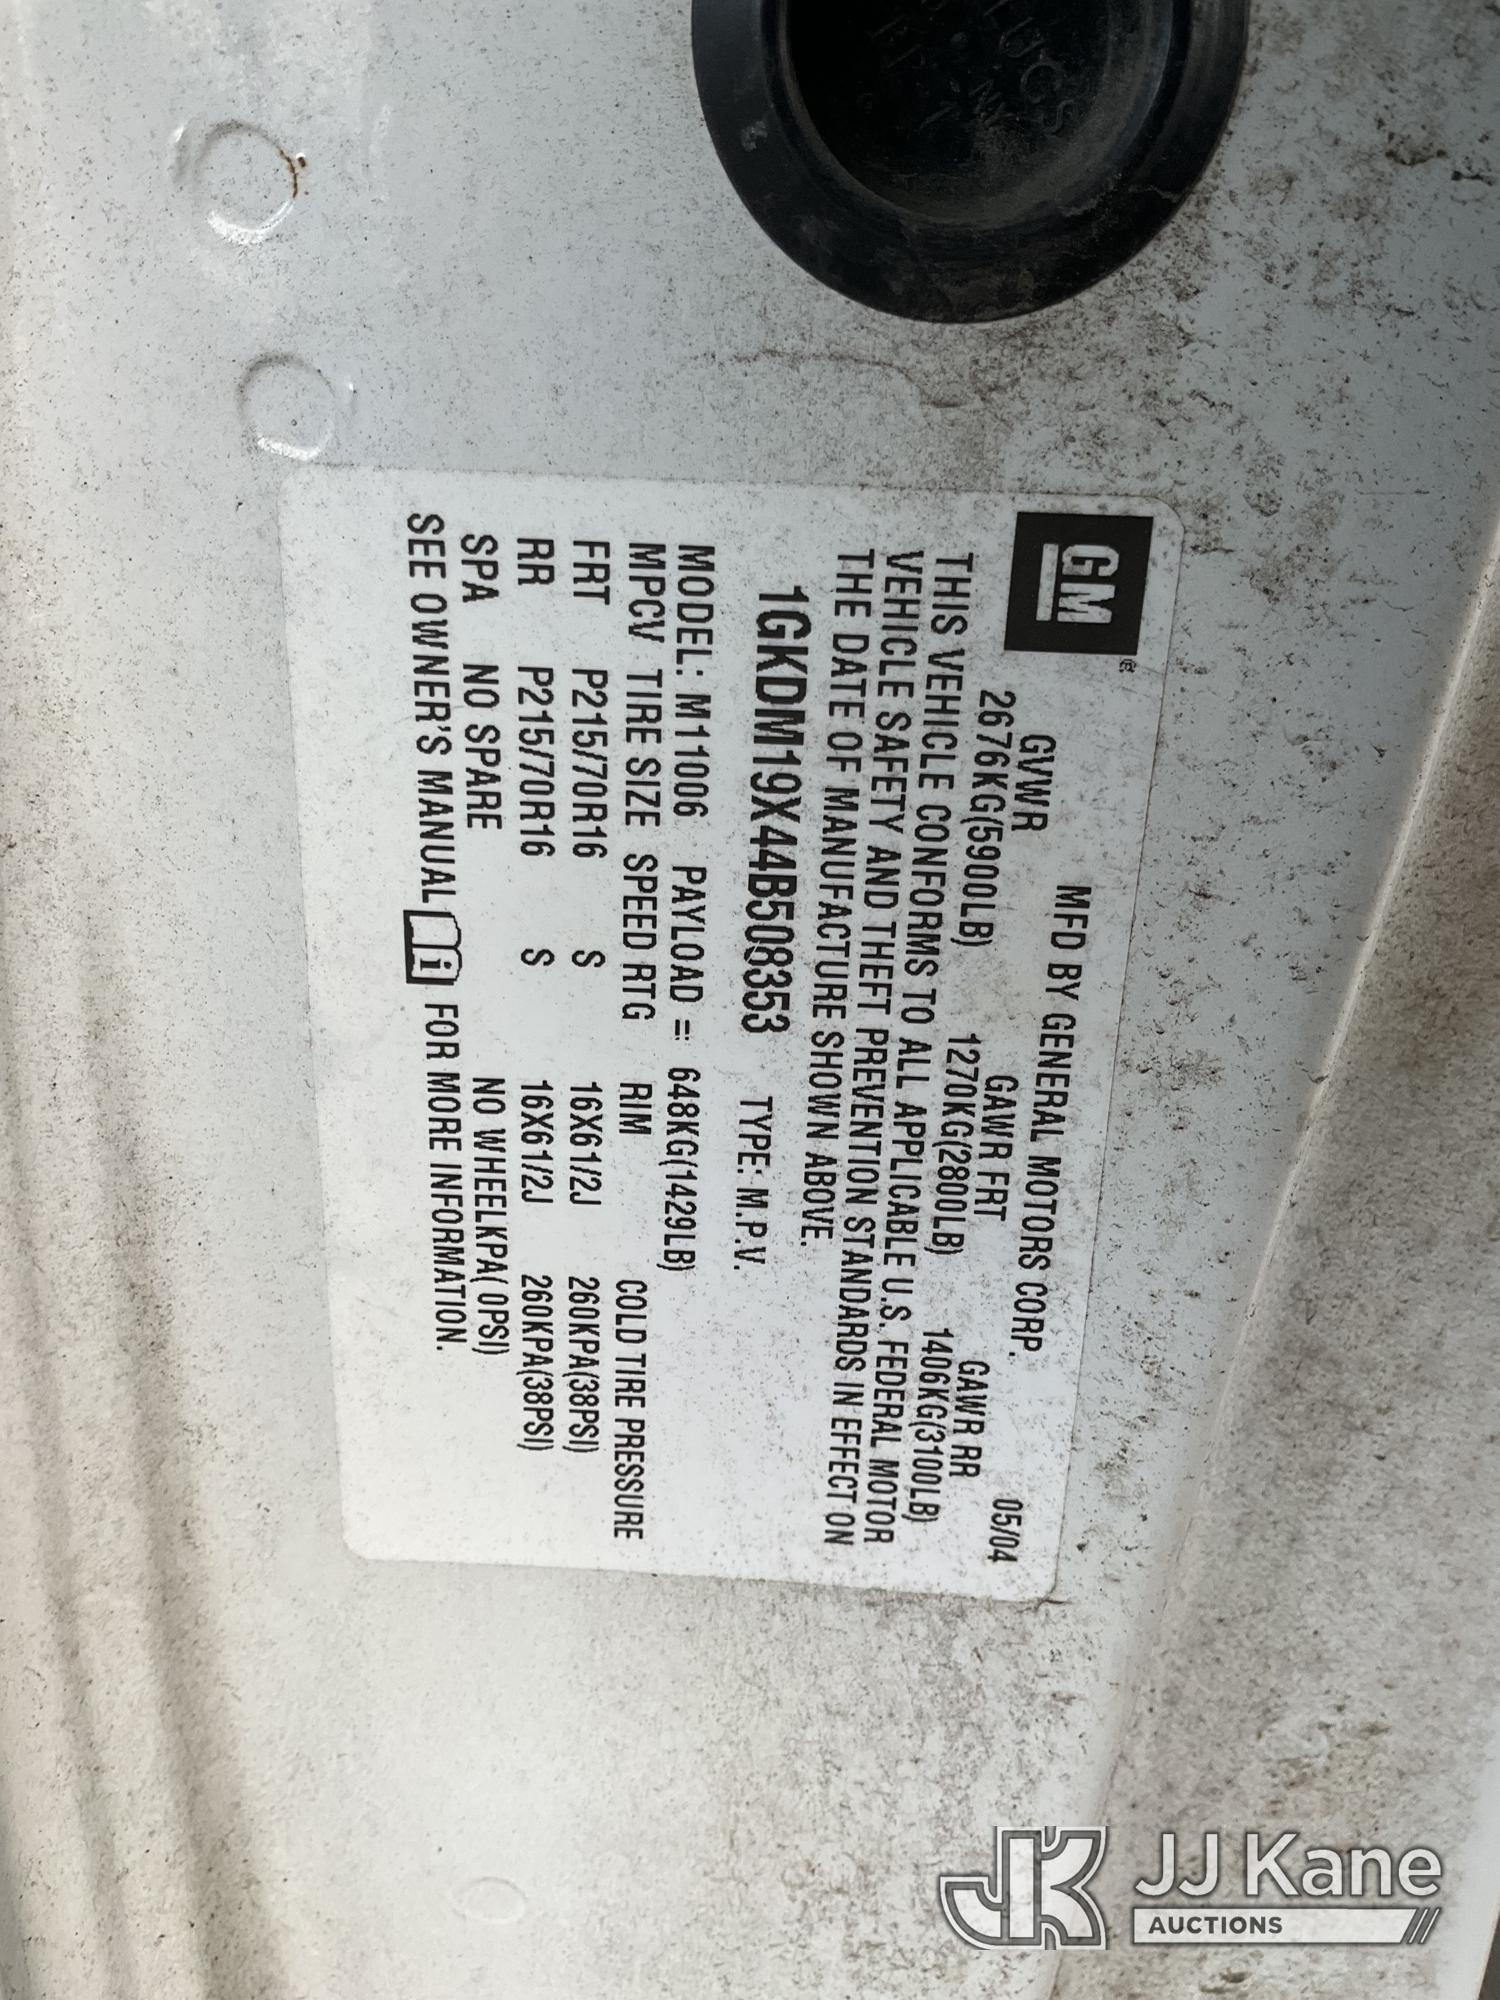 LUCS
GM®
MFD BY GENERAL MOTORS CORP. 05/04
GVWR GAWR FRT GAWR RR
2676KG(5900LB) 1270KG(2800LB) 1406KG(3100LB)
THIS VEHICLE CONFORMS TO ALL APPLICABLE U.S. FEDERAL MOTOR
VEHICLE SAFETY AND THEFT PREVENTION STANDARDS IN EFFECT ON
THE DATE OF MANUFACTURE SHOWN ABOVE.
1GKDM19X44B508353 TYPE: M.P.V.
MODEL: M11006 PAYLOAD = 648KG(1429LB)
MPCV TIRE SIZE SPEED RTG RIM COLD TIRE PRESSURE
FRT P215/70R16 S 16X61/2J 260KPA(38PSI)
RR P215/70R16 S 16X61/2J 260KPA(38PSI)
SPA NO SPARE NO WHEELKPA( 0PSI)
SEE OWNER'S MANUAL i FOR MORE INFORMATION.
JK JJ Kane
AUCTIONS